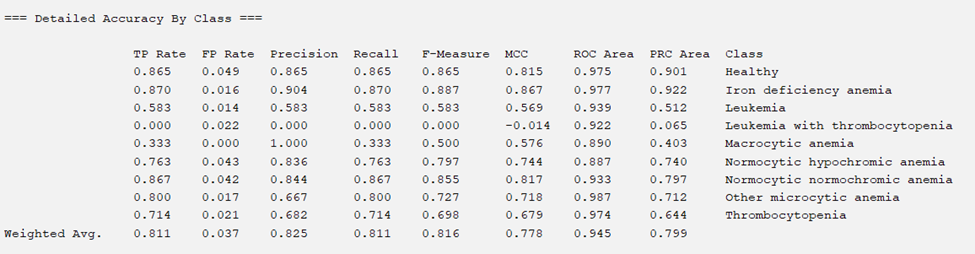 === Detailed Accuracy By Class ===
TP Rate FP Rate Precision Recall F-Measure MCC ROC Area PRC Area Class
0.865 0.049 0.865 0.865 0.865 0.815 0.975 0.901 Healthy
0.870 0.016 0.904 0.870 0.887 0.867 0.977 0.922 Iron deficiency anemia
0.583 0.014 0.583 0.583 0.583 0.569 0.939 0.512 Leukemia
0.000 0.022 0.000 0.000 0.000 -0.014 0.922 0.065 Leukemia with thrombocytopenia
0.333 0.000 1.000 0.333 0.500 0.576 0.890 0.403 Macrocytic anemia
0.763 0.043 0.836 0.763 0.797 0.744 0.887 0.740 Normocytic hypochromic anemia
0.867 0.042 0.844 0.867 0.855 0.817 0.933 0.797 Normocytic normochromic anemia
0.800 0.017 0.667 0.800 0.727 0.718 0.987 0.712 Other microcytic anemia
0.714 0.021 0.682 0.714 0.698 0.679 0.974 0.644 Thrombocytopenia
Weighted Avg. 0.811 0.037 0.825 0.811 0.816 0.778 0.945 0.799